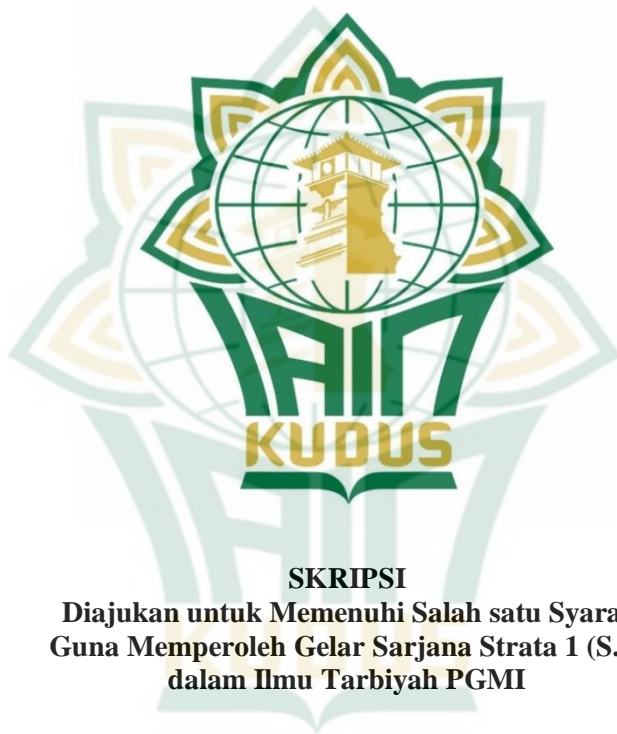 IAIN
KUDUS
SKRIPSI
Diajukan untuk Memenuhi Salah satu Syara
Guna Memperoleh Gelar Sarjana Strata 1 (S.
dalam Ilmu Tarbiyah PGMI